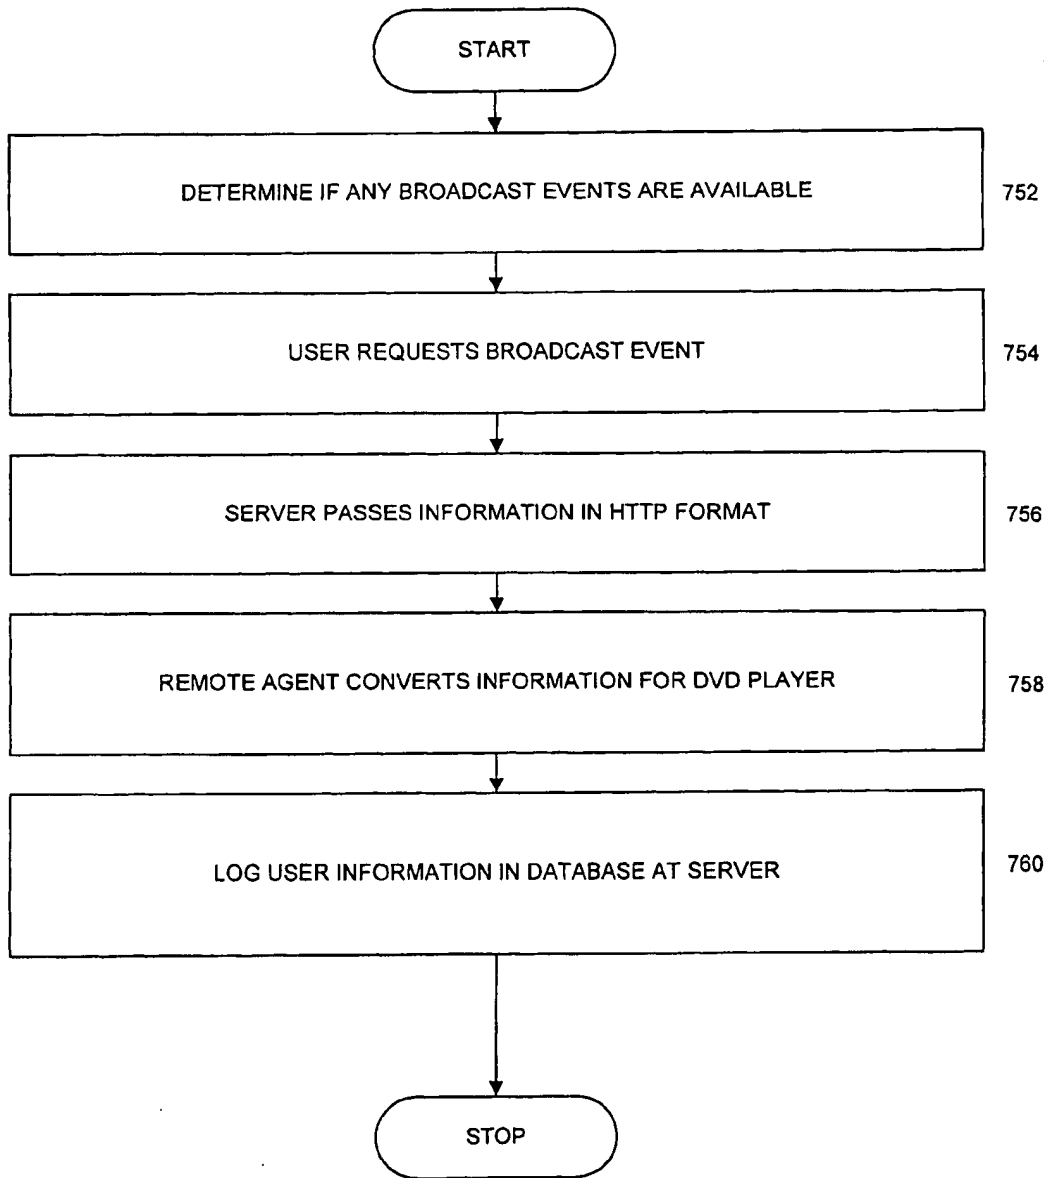 START
DETERMINE IF ANY BROADCAST EVENTS ARE AVAILABLE
752
USER REQUESTS BROADCAST EVENT
754
SERVER PASSES INFORMATION IN HTTP FORMAT
756
REMOTE AGENT CONVERTS INFORMATION FOR DVD PLAYER
758
LOG USER INFORMATION IN DATABASE AT SERVER
760
STOP